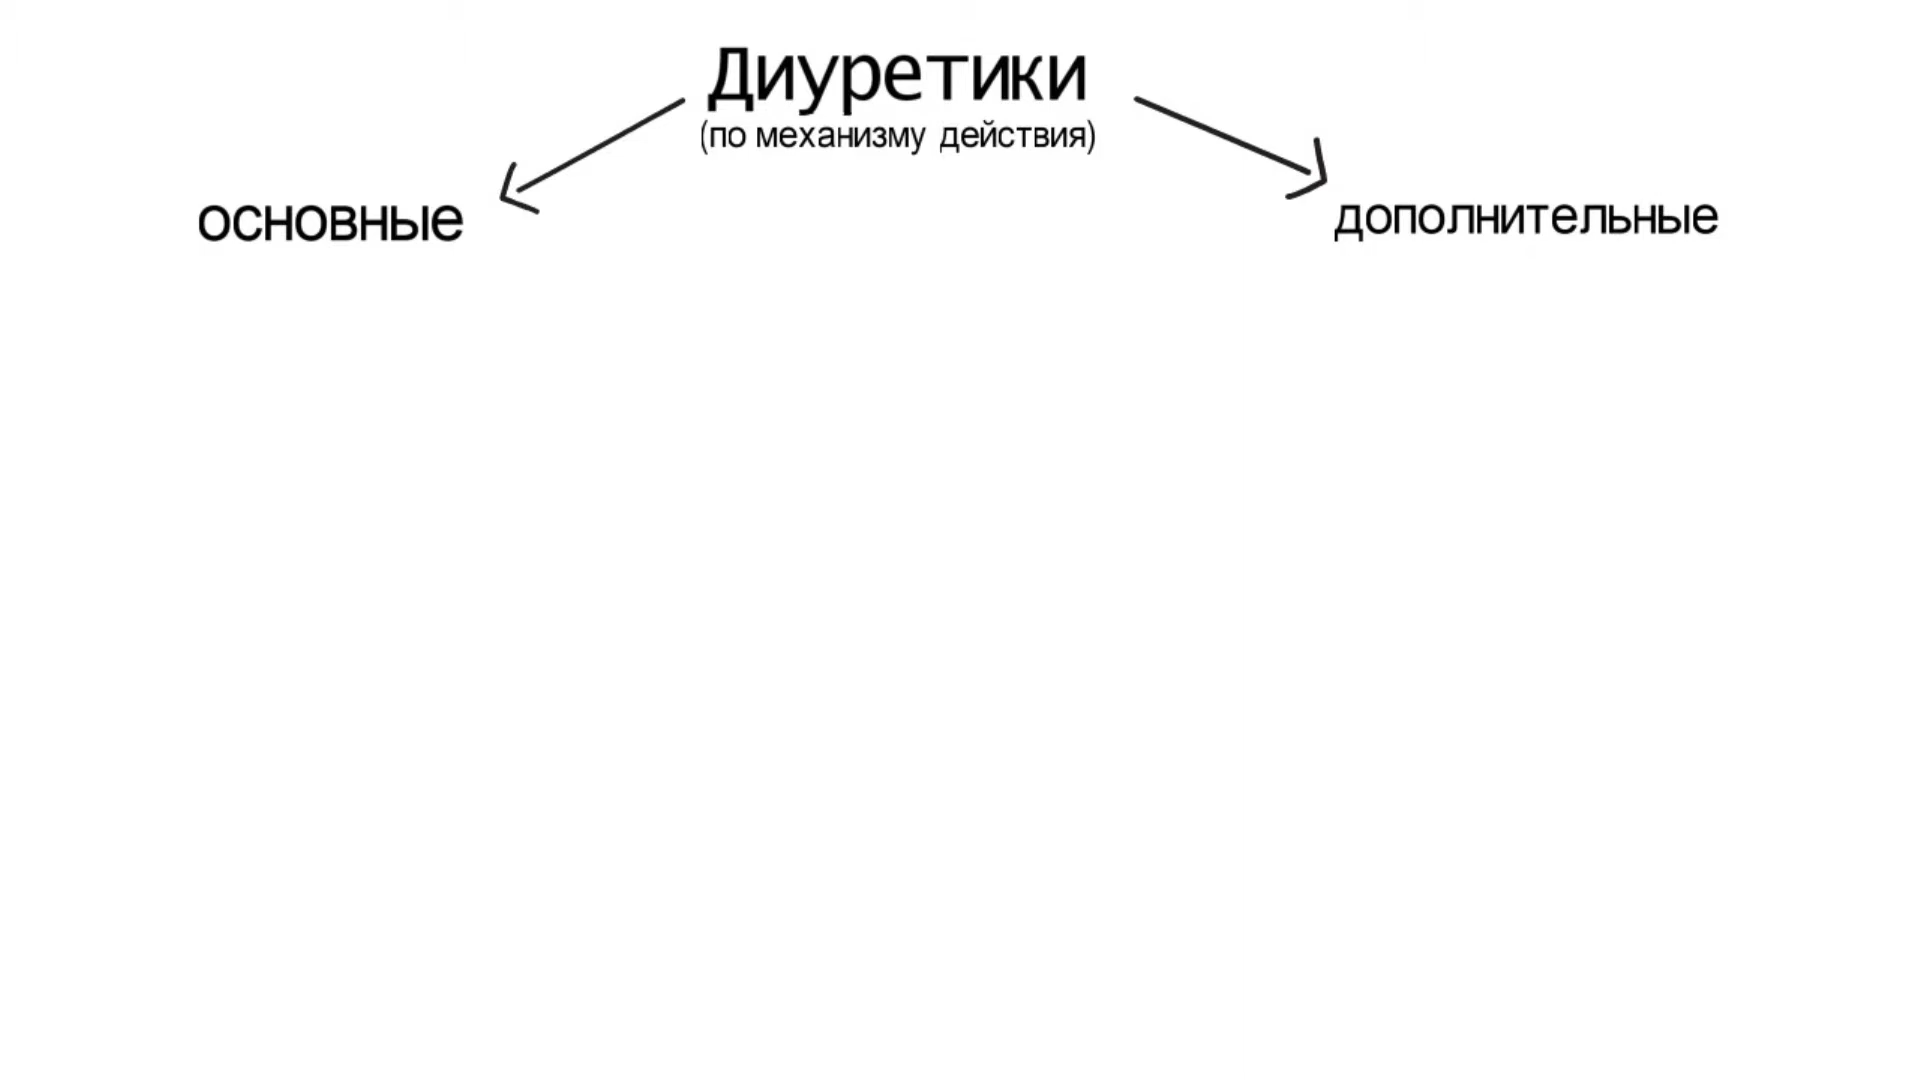 Диуретики
(по механизму действия)
основные
дополнительные